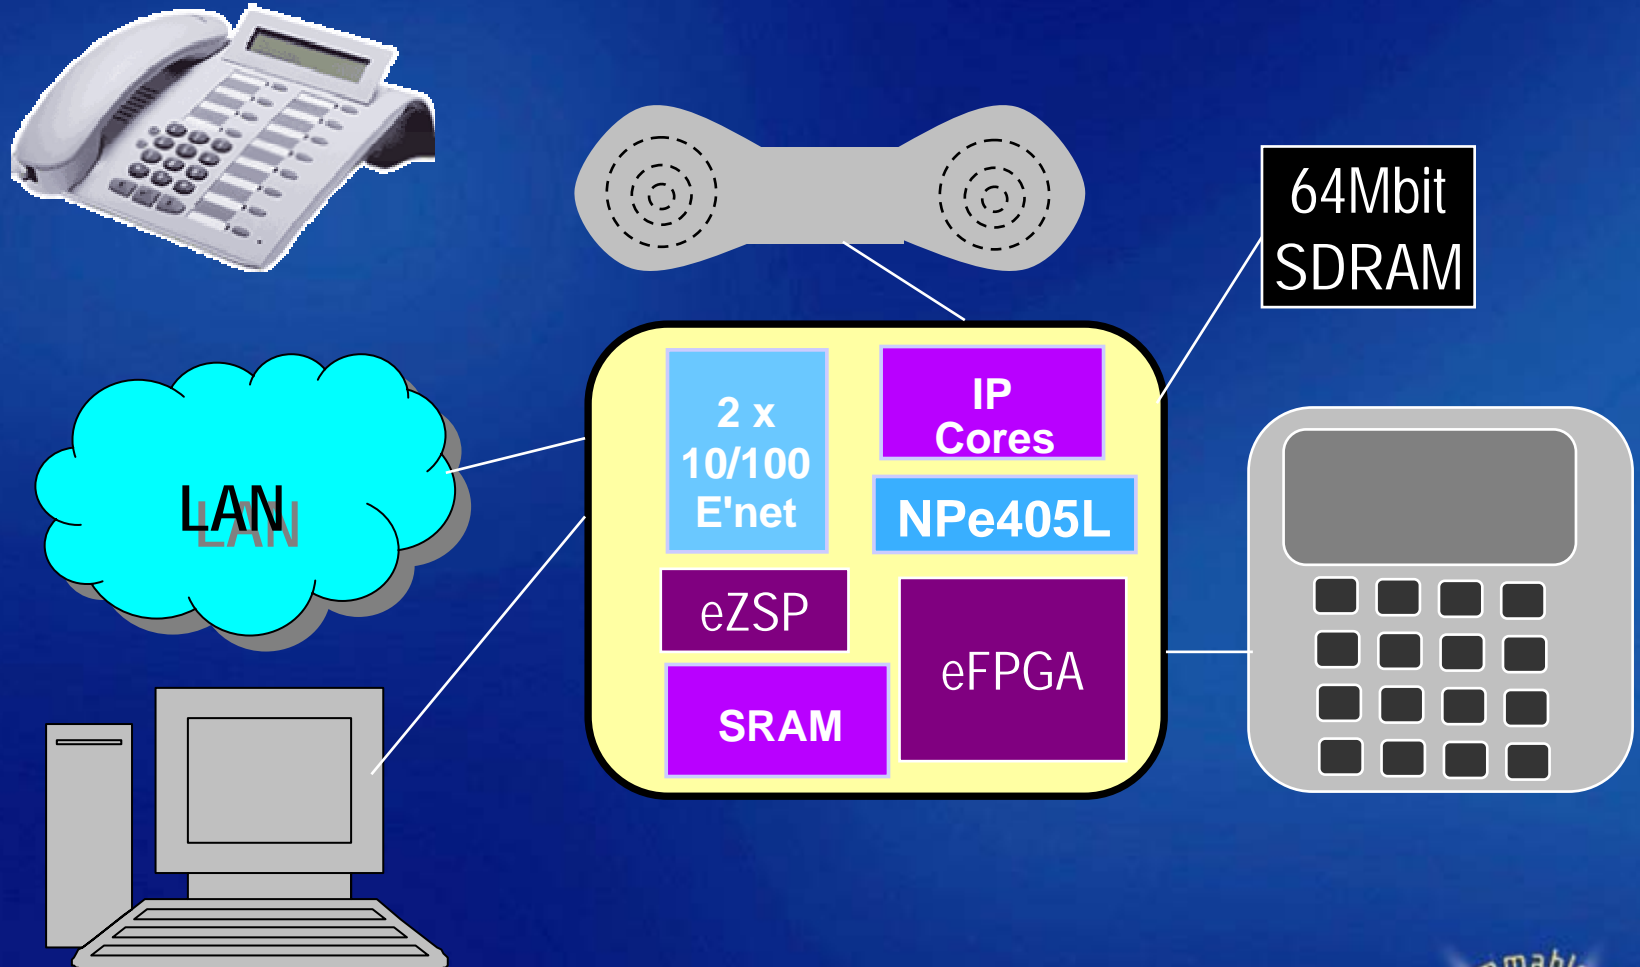 64Mbit
SDRAM
2 x
10/100
E'net
IP
Cores
NPe405L
LAN
eZSP
eFPGA
SRAM